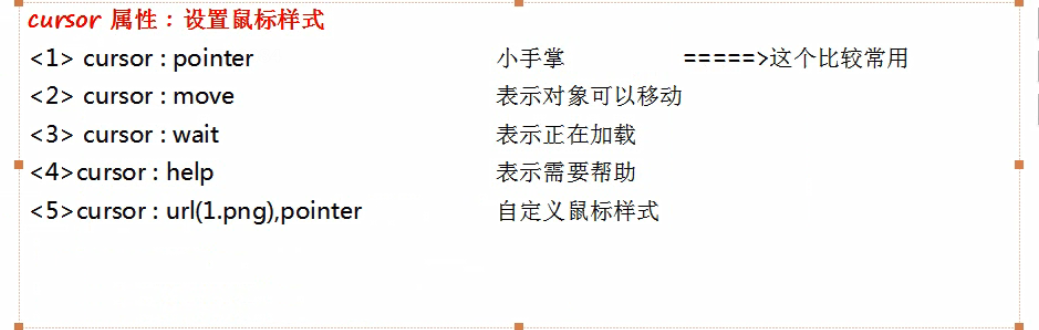 cursor 属性：设置鼠标样式
<1> cursor : pointer 小手掌 =====>这个比较常用
<2> cursor : move 表示对象可以移动
<3> cursor : wait 表示正在加载
<4>cursor : help 表示需要帮助
<5>cursor : url(1.png),pointer 自定义鼠标样式